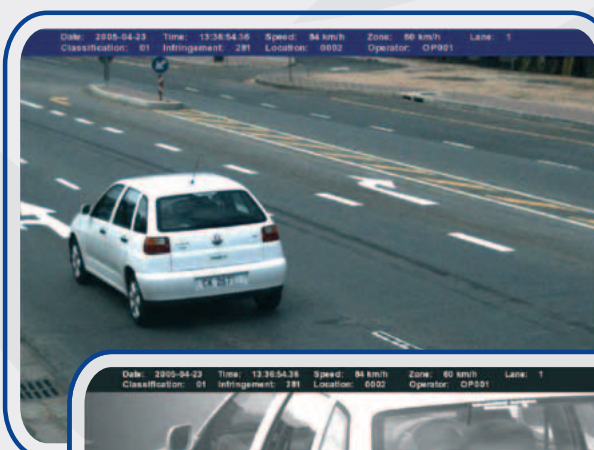 Date: 2005-04-23 Time: 13:36:54.36 Speed: 84 km/h Zone: 60 km/h Lane: 1
Classification: 01 Infringement: 281 Location: 0002 Operator: OP001
Date: 2005-04-23 Time: 13:36:54.36 Speed: 84 km/h Zone: 60 km/h Lane: 1
Classification: 01 Infringement: 281 Location: 0002 Operator: OP001